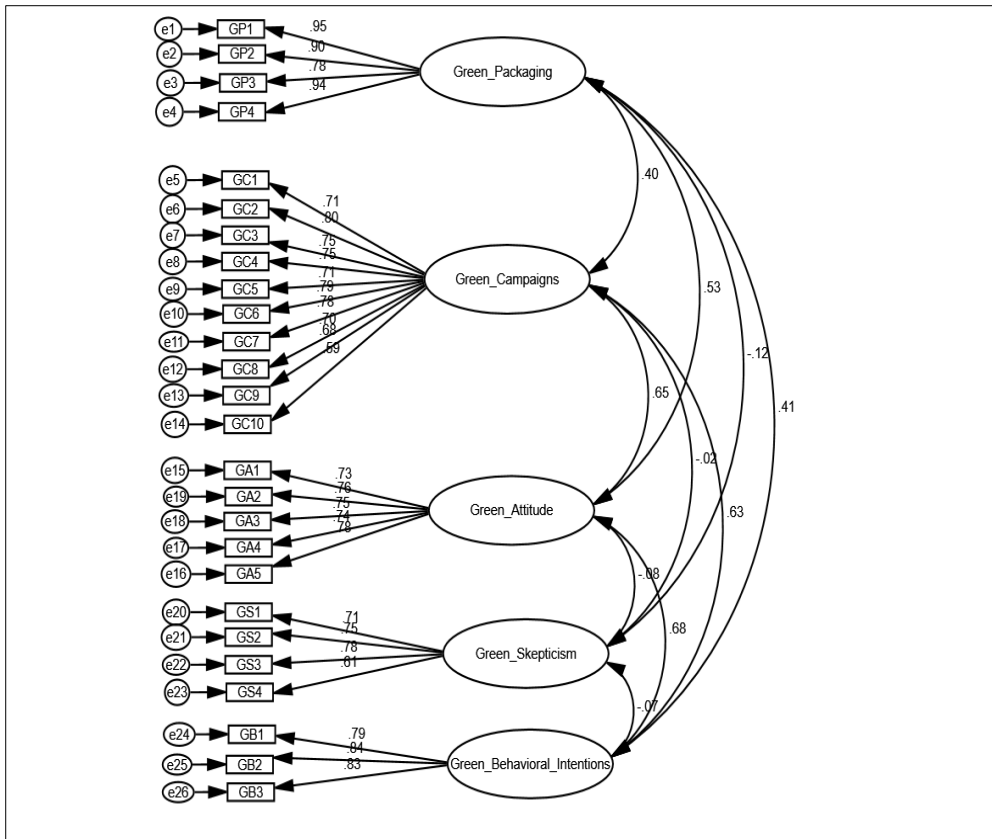 e1 GP1 .95
e2 GP2 .90
e3 GP3 .78
e4 GP4 .94
Green_Packaging
.40
e5 GC1 .71
e6 GC2 .80
e7 GC3 .75
e8 GC4 .75
e9 GC5 .71
e10 GC6 .79
e11 GC7 .78
e12 GC8 .70
e13 GC9 .68
e14 GC10 .59
Green_Campaigns
.53
-.12
.41
.65
-.02
.63
e15 GA1 .73
e19 GA2 .76
e18 GA3 .75
e17 GA4 .74
e16 GA5 .78
Green_Attitude
-.08
.68
e20 GS1 .71
e21 GS2 .75
e22 GS3 .78
e23 GS4 .61
Green_Skepticism
-.07
e24 GB1 .79
e25 GB2 .84
e26 GB3 .83
Green_Behavioral_Intentions